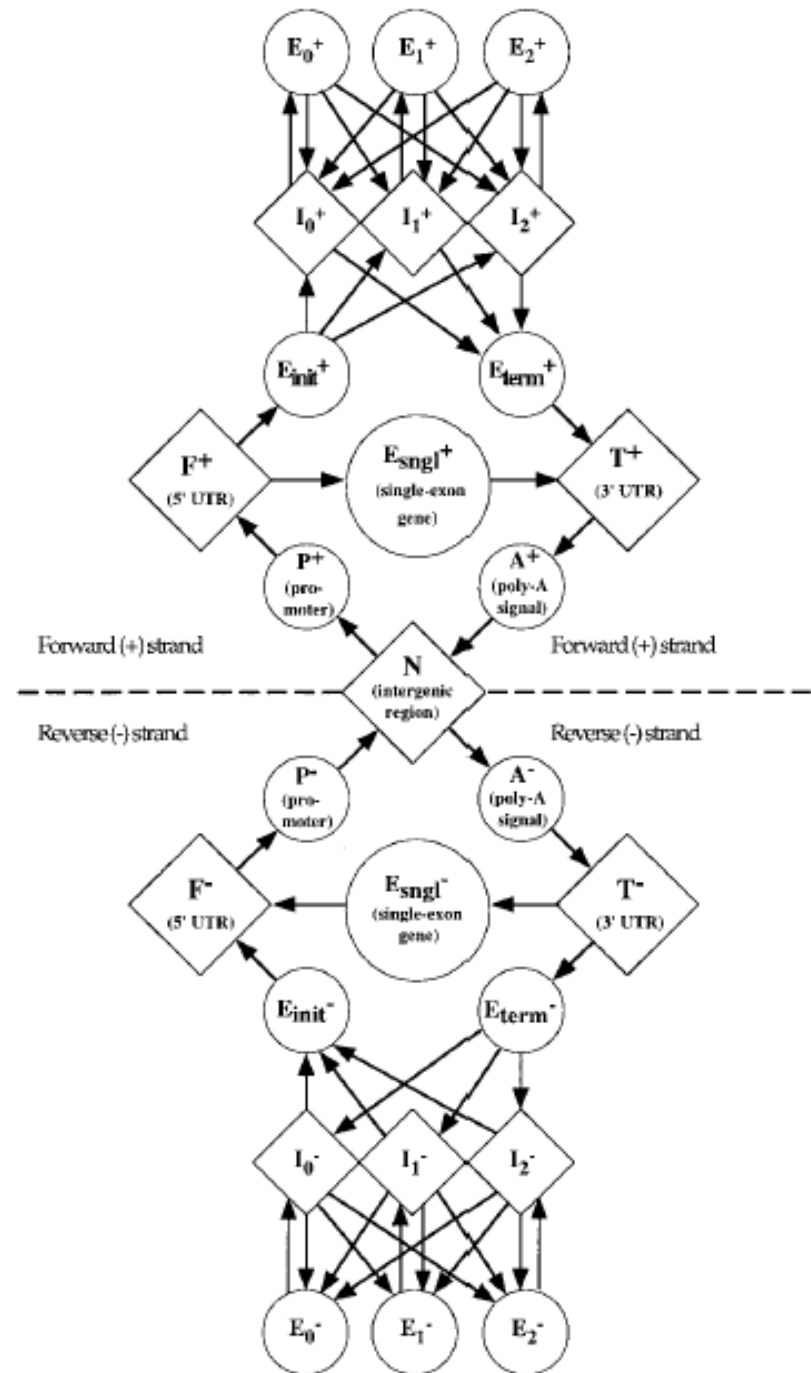 E₀⁺ E₁⁺ E₂⁺
I₀⁺ I₁⁺ I₂⁺
Einit⁺ Eterm⁺
F⁺ Esngl⁺ T⁺
(5' UTR) (single-exon (3' UTR)
gene)
P⁺ A⁺
(pro- (poly-A
moter) signal)
Forward (+) strand N Forward (+) strand
(intergenic
region)
Reverse (-) strand Reverse (-) strand
P⁻ A⁻
(pro- (poly-A
moter) signal)
F⁻ Esngl⁻ T⁻
(5' UTR) (single-exon (3' UTR)
gene)
Einit⁻ Eterm⁻
I₀⁻ I₁⁻ I₂⁻
E₀⁻ E₁⁻ E₂⁻